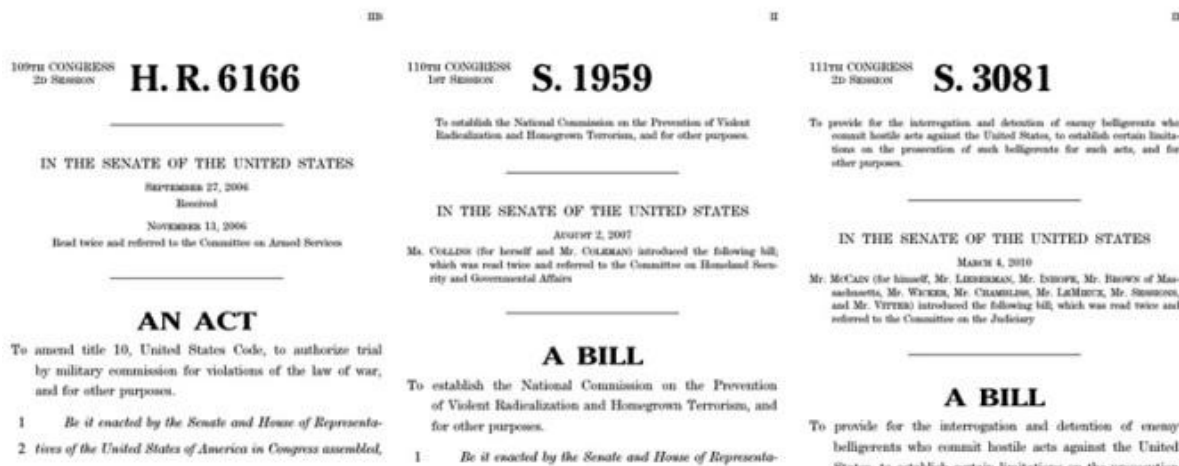 IIB
109TH CONGRESS
2D SESSION
H. R. 6166
IN THE SENATE OF THE UNITED STATES
SEPTEMBER 27, 2006
Received
NOVEMBER 13, 2006
Read twice and referred to the Committee on Armed Services
AN ACT
To amend title 10, United States Code, to authorize trial
by military commission for violations of the law of war,
and for other purposes.
1 Be it enacted by the Senate and House of Representa-
2 tives of the United States of America in Congress assembled,
II
110TH CONGRESS
1ST SESSION
S. 1959
To establish the National Commission on the Prevention of Violent
Radicalization and Homegrown Terrorism, and for other purposes.
IN THE SENATE OF THE UNITED STATES
AUGUST 2, 2007
Ms. COLLINS (for herself and Mr. COLEMAN) introduced the following bill;
which was read twice and referred to the Committee on Homeland Secu-
rity and Governmental Affairs
A BILL
To establish the National Commission on the Prevention
of Violent Radicalization and Homegrown Terrorism, and
for other purposes.
1 Be it enacted by the Senate and House of Representa-
II
111TH CONGRESS
2D SESSION
S. 3081
To provide for the interrogation and detention of enemy belligerents who
commit hostile acts against the United States, to establish certain limita-
tions on the prosecution of such belligerents for such acts, and for
other purposes.
IN THE SENATE OF THE UNITED STATES
MARCH 4, 2010
Mr. MCCAIN (for himself, Mr. LIEBERMAN, Mr. INHOFE, Mr. BROWN of Mas-
sachusetts, Mr. WICKER, Mr. CHAMBLISS, Mr. LEMIEUX, Mr. SESSIONS,
and Mr. VITTER) introduced the following bill; which was read twice and
referred to the Committee on the Judiciary
A BILL
To provide for the interrogation and detention of enemy
belligerents who commit hostile acts against the United
States, to establish certain limitations on the prosecution